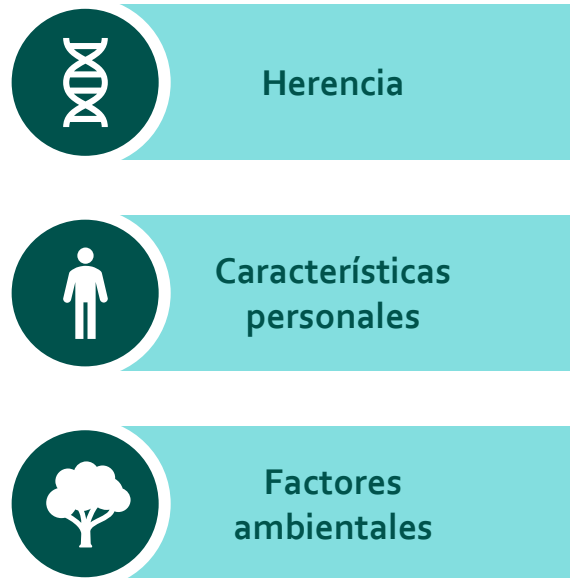 Herencia
Características
personales
Factores
ambientales